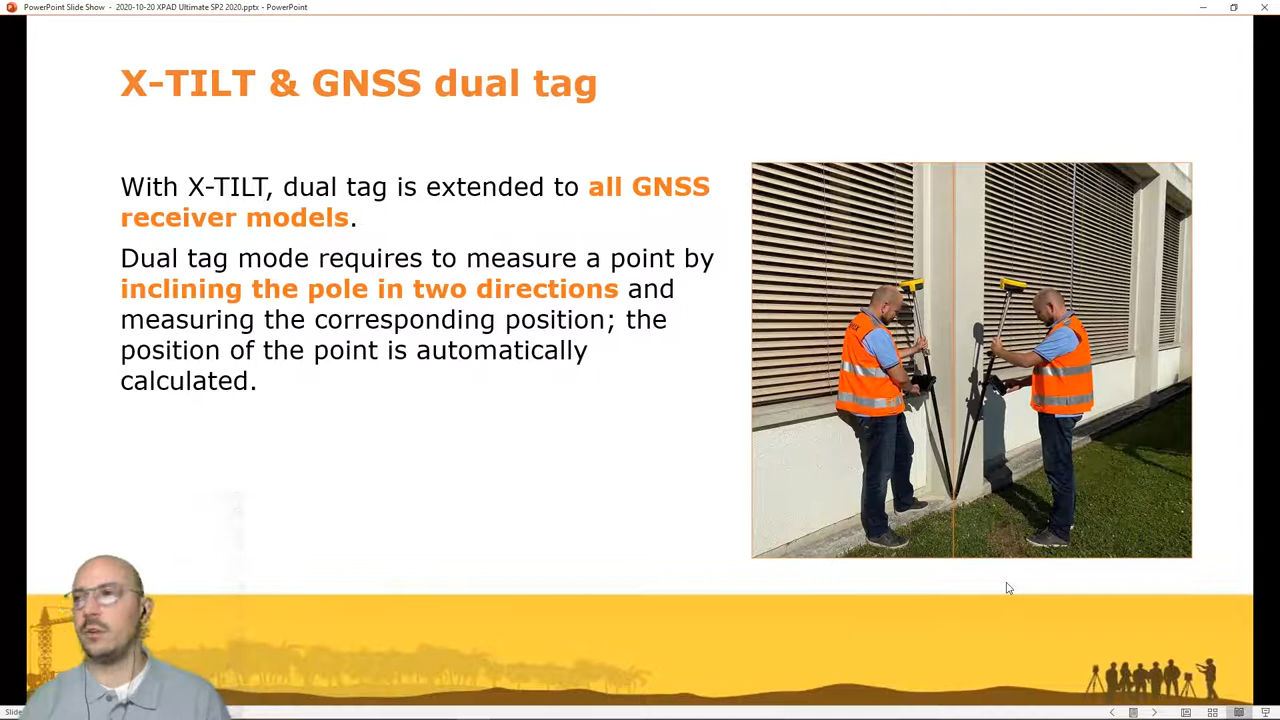 PowerPoint Slide Show - 2020-10-20 XPAD Ultimate SP2 2020.pptx - PowerPoint
X-TILT & GNSS dual tag
With X-TILT, dual tag is extended to all GNSS
receiver models.
Dual tag mode requires to measure a point by
inclining the pole in two directions and
measuring the corresponding position; the
position of the point is automatically
calculated.